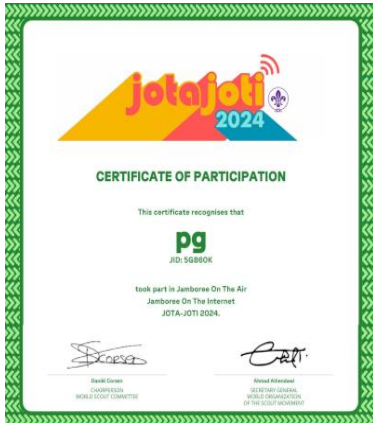 jotajoti
2024
CERTIFICATE OF PARTICIPATION
This certificate recognises that
pg
JID: 5GB60K
took part in Jamboree On The Air
Jamboree On The Internet
JOTA-JOTI 2024.
Daniel Corsen
CHAIRPERSON
WORLD SCOUT COMMITTEE
Ahmad Alhendawi
SECRETARY GENERAL
WORLD ORGANIZATION
OF THE SCOUT MOVEMENT